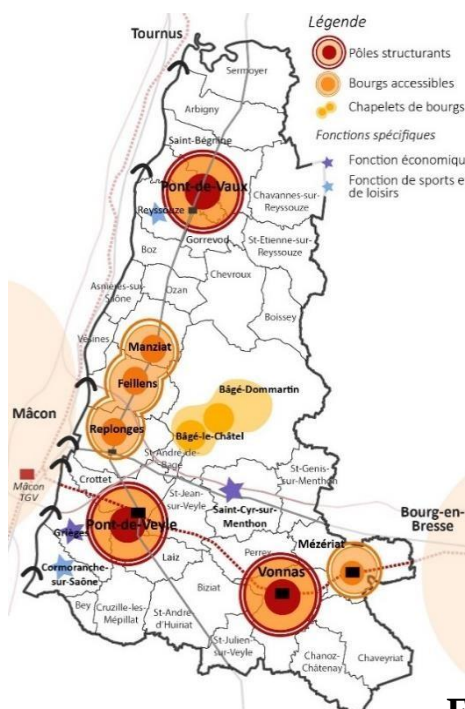 Tournus
Légende
Pôles structurants
Bourgs accessibles
Chapelets de bourgs
Fonctions spécifiques
Fonction économiqu
Fonction de sports e
de loisirs
Sermoyer
Arbigny
Saint-Bénigne
Pont-de-Vaux
Reyssouze
Chavannes-sur-
Reyssouze
Gorrevod
St-Etienne-sur-
Reyssouze
Boz
Chevroux
Ozan
Asnières-sur-
Saône
Boissey
Vésines
Manziat
Feillens
Bâgé-Dommartin
Mâcon
Replonges
Bâgé-le-Châtel
St-André-de-
Bagé
St-Genis-
sur-Menthon
Mâcon
TGV
Crottet
St-Jean-
sur-Veyle
Saint-Cyr-sur-
Menthon
Bourg-en-
Bresse
Pont-de-Veyle
Grièges
Mézériat
Cormoranche-
sur-Saône
Laiz
Perrex
Vonnas
Bey
Cruzille-les-
Mépillat
St-André
d'Huiriat
Biziat
St-Julien
sur-Veyle
Chanoz-
Châtenay
Chaveyriat